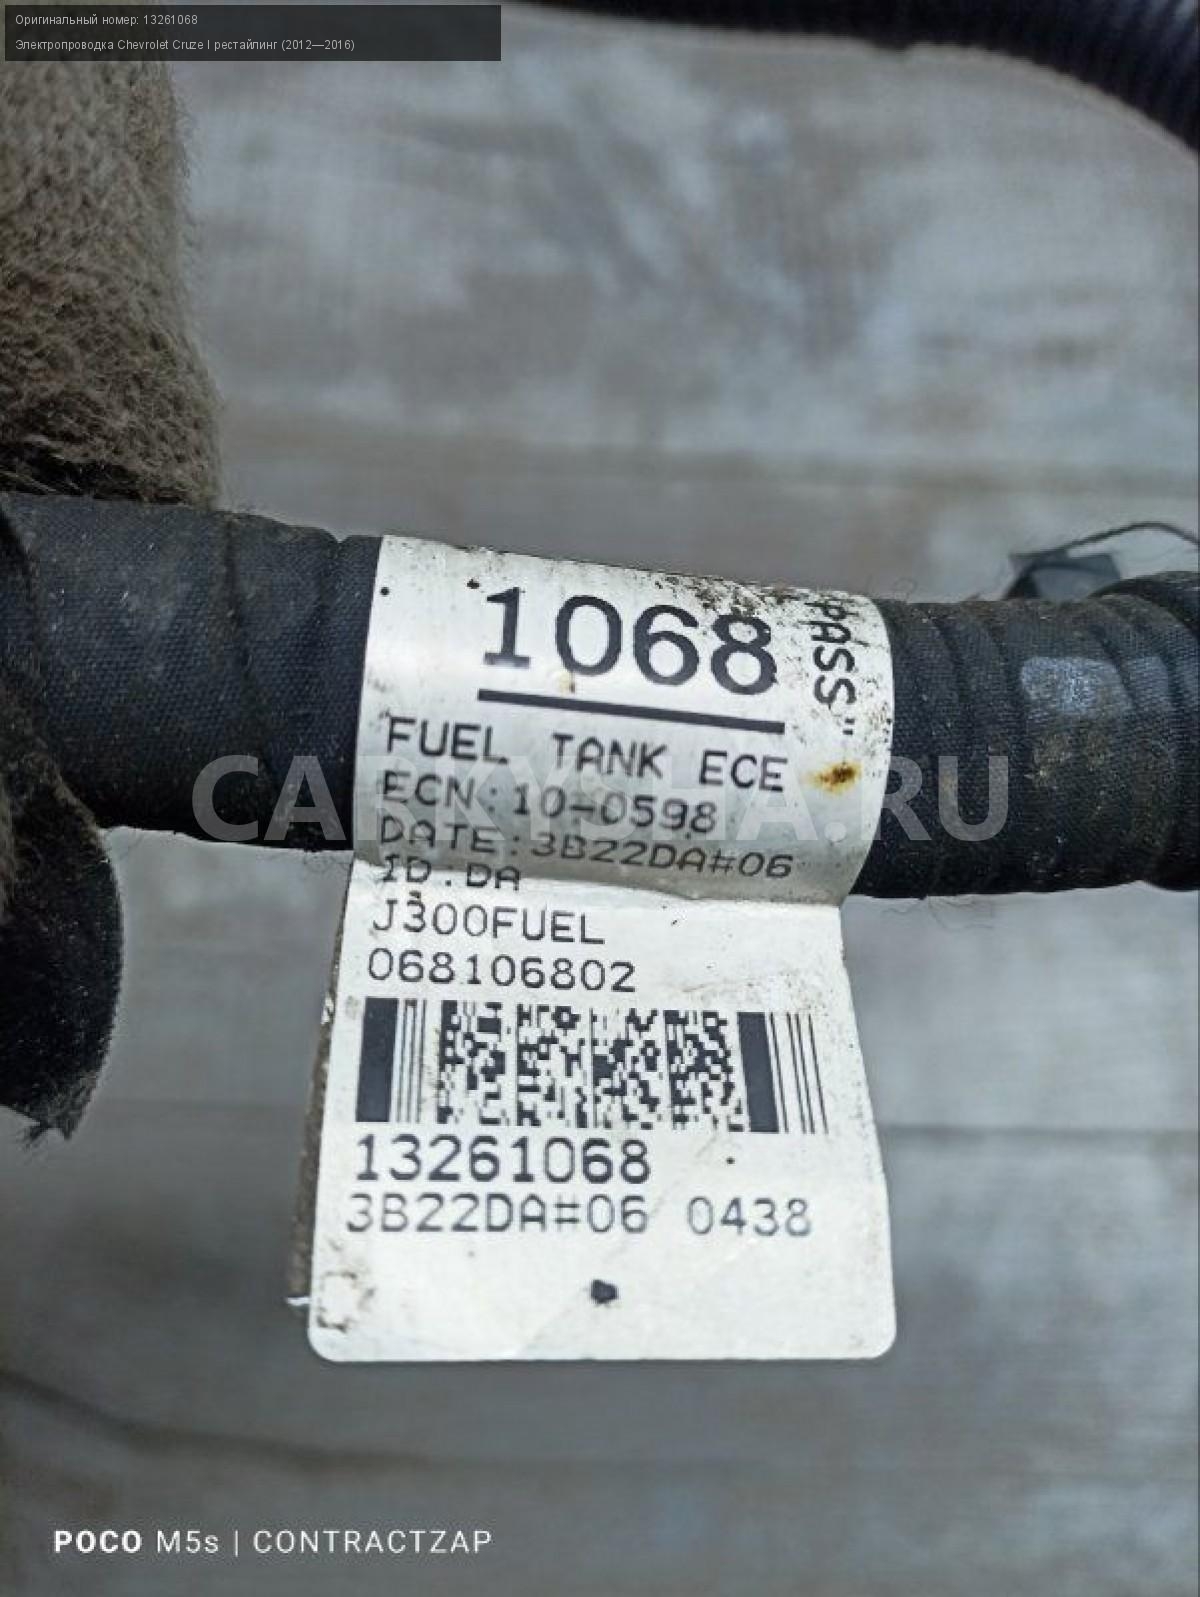 Оригинальный номер: 13261068
Электропроводка Chevrolet Cruze I рестайлинг (2012—2016)
1068
PASS"
FUEL TANK ECE
ECN:10-0598
DATE:3B22DA#06
ID:DA
J300FUEL
068106802
13261068
3B22DA#06 0438
CARKYSHA.RU
POCO M5s | CONTRACTZAP